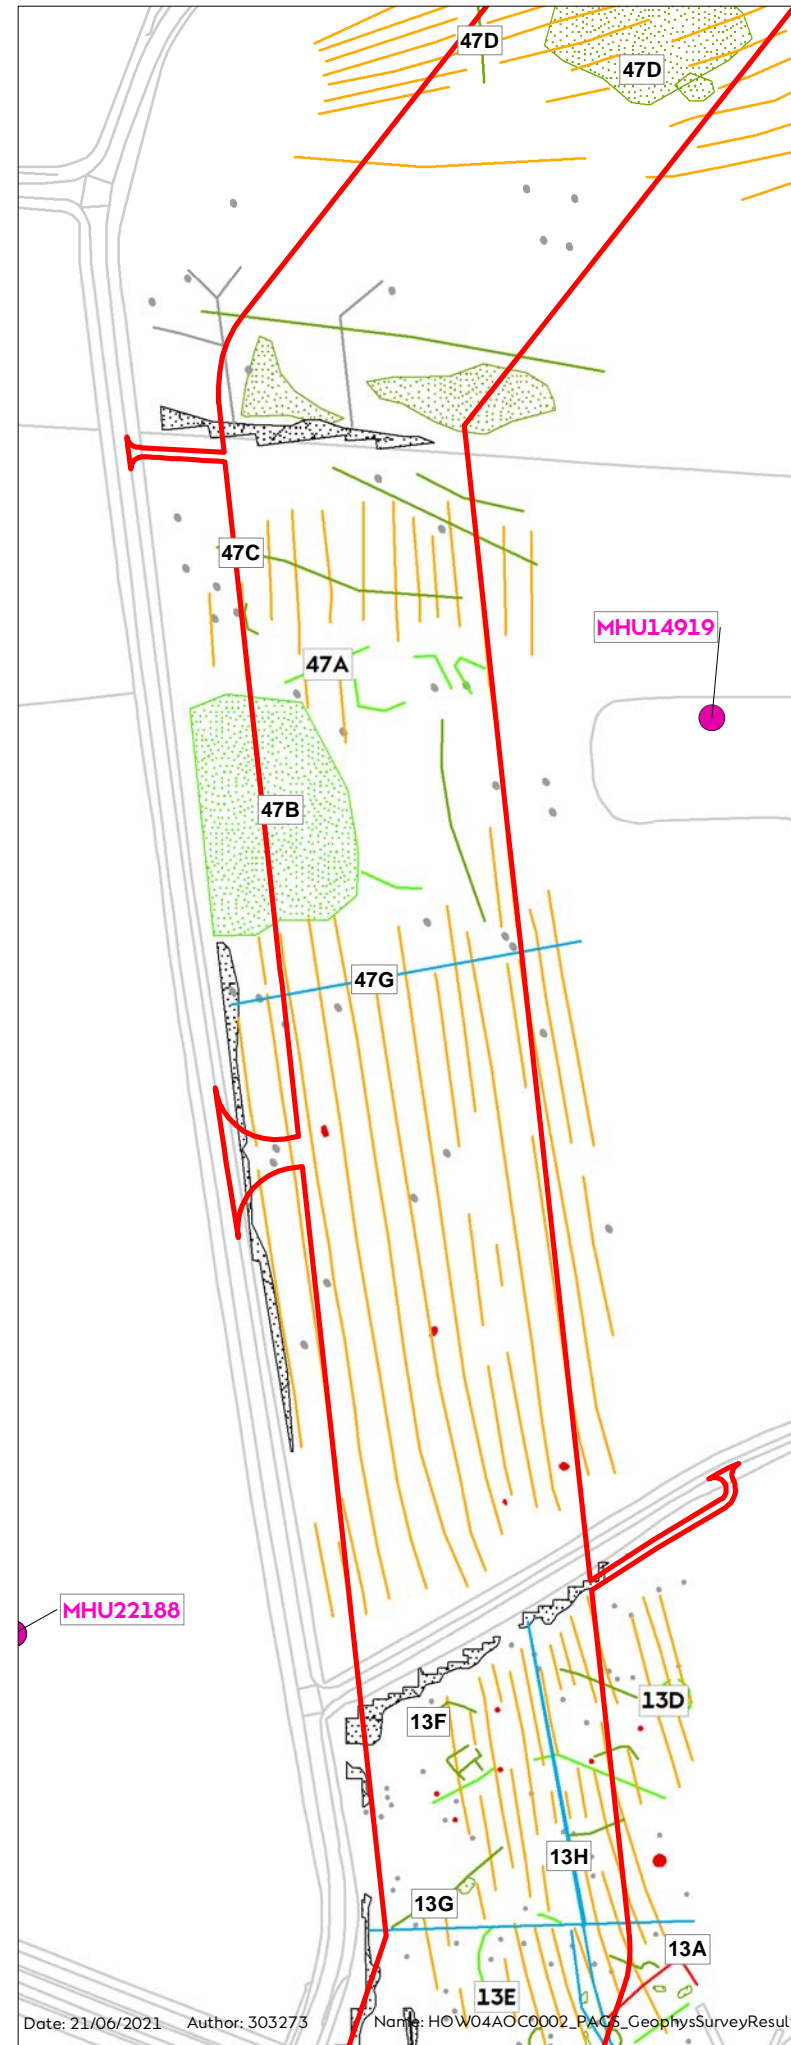 47D
47D
47C
MHU14919
47A
47B
47G
MHU22188
13D
13F
13H
13G
13A
13E
Date: 21/06/2021 Author: 303273 Name: HOW04AOC0002_PAGS_GeophysSurveyResul